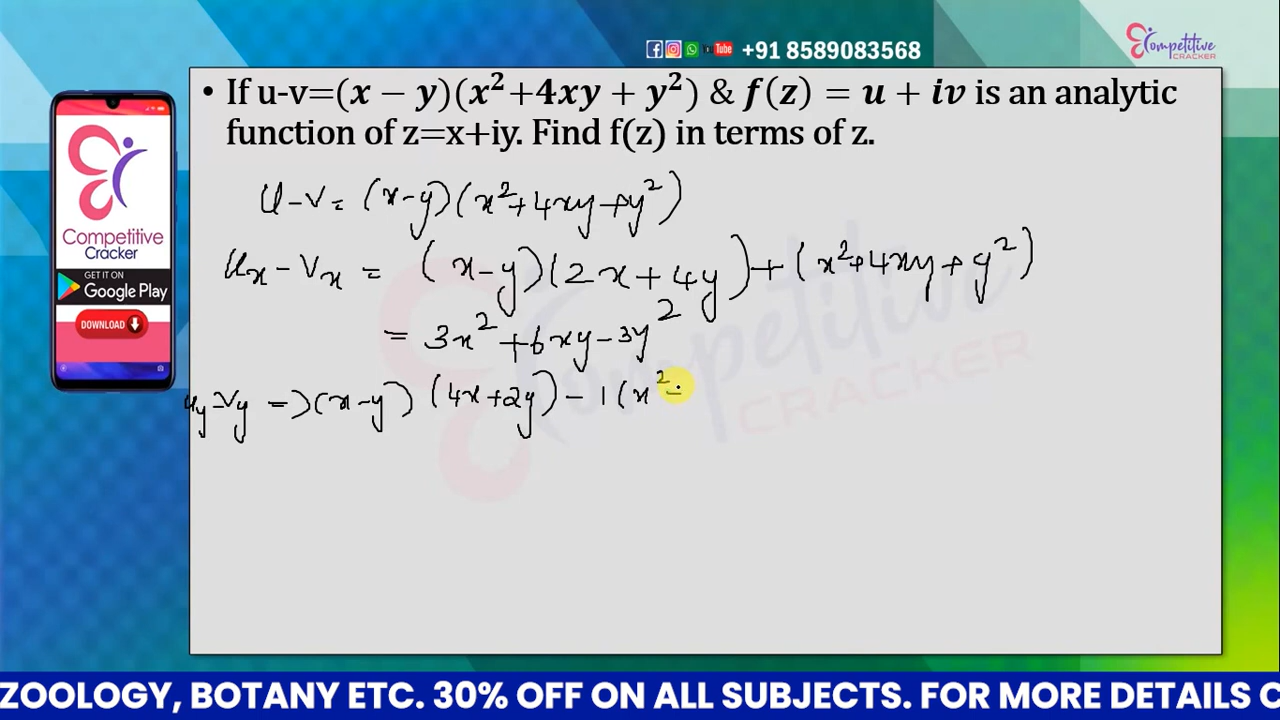 +91 8589083568
Competitive
CRACKER
Competitive
Cracker
GET IT ON
Google Play
DOWNLOAD
• If u-v=(x − y)(x²+4xy + y²) & f(z) = u + iv is an analytic
function of z=x+iy. Find f(z) in terms of z.
u-v= (x-y)(x²+4xy+y²)
ux - vx = (x-y)(2x+4y)+(x²+4xy+y²)
= 3x²+6xy-3y²
uy-vy =>(x-y) (4x+2y) - 1(x²-
Competitive
CRACKER
ZOOLOGY, BOTANY ETC. 30% OFF ON ALL SUBJECTS. FOR MORE DETAILS C